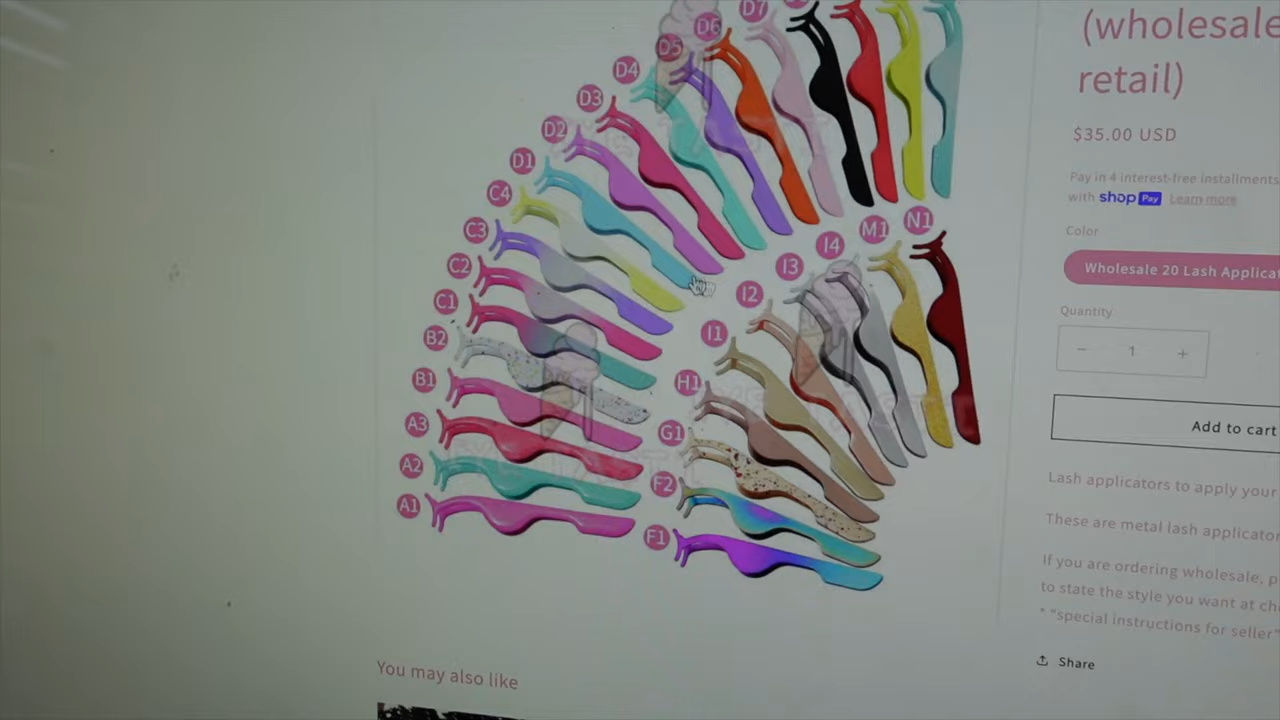 (wholesale
retail)
$35.00 USD
Pay in 4 interest-free installments
with shop Pay Learn more
Color
Wholesale 20 Lash Applicat
Quantity
− 1 +
Add to cart
Lash applicators to apply your
These are metal lash applicator
If you are ordering wholesale, p
to state the style you want at ch
* "special instructions for seller"
Share
D7
D6
D5
D4
D3
D2
D1
C4
C3
C2
C1
B2
B1
A3
A2
A1
N1
M1
I4
I3
I2
I1
H1
G1
F2
F1
You may also like